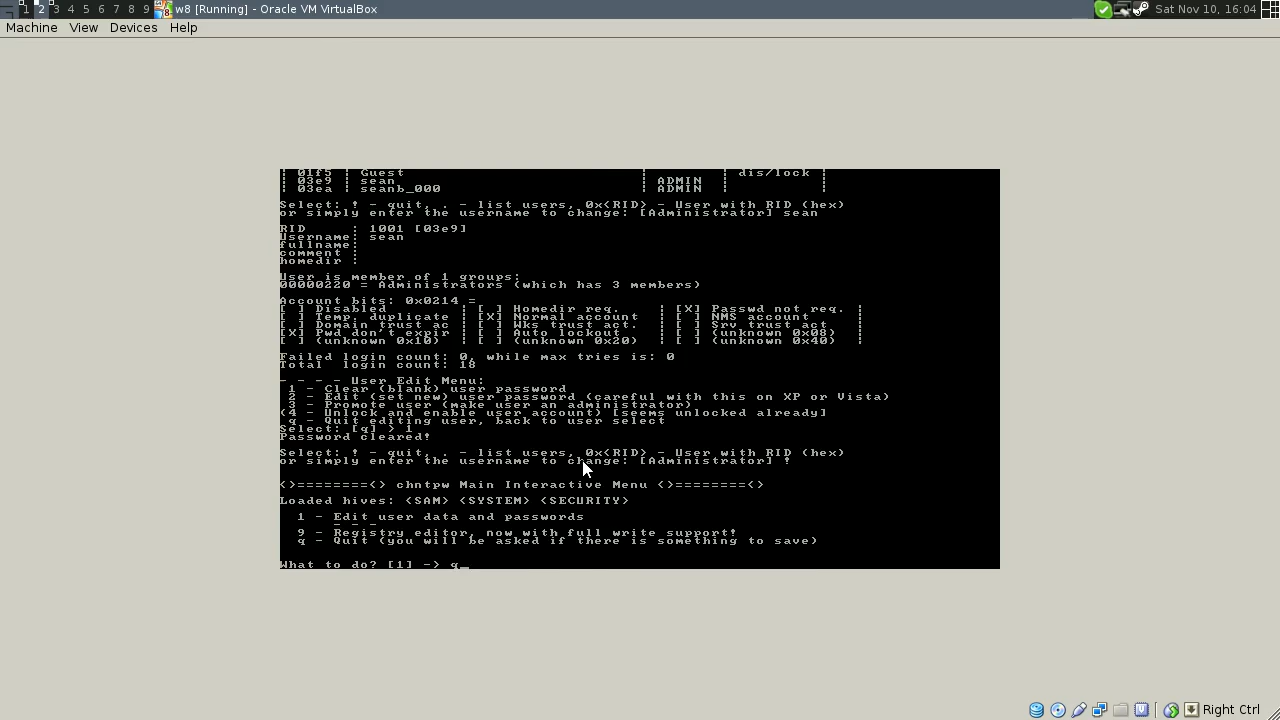 1 2 3 4 5 6 7 8 9 w8 [Running] - Oracle VM VirtualBox Sat Nov 10, 16:04
Machine View Devices Help
| 01f5 | Guest | | dis/lock |
| 03e9 | sean | ADMIN | |
| 03ea | seanb_000 | ADMIN | |
Select: ! - quit, . - list users, 0x<RID> - User with RID (hex)
or simply enter the username to change: [Administrator] sean
RID : 1001 [03e9]
Username: sean
fullname:
comment :
homedir :
User is member of 1 groups:
00000220 = Administrators (which has 3 members)
Account bits: 0x0214 =
[ ] Disabled | [ ] Homedir req. | [X] Passwd not req. |
[ ] Temp. duplicate | [X] Normal account | [ ] NMS account |
[ ] Domain trust ac | [ ] Wks trust act. | [ ] Srv trust act |
[X] Pwd don't expir | [ ] Auto lockout | [ ] (unknown 0x08) |
[ ] (unknown 0x10) | [ ] (unknown 0x20) | [ ] (unknown 0x40) |
Failed login count: 0, while max tries is: 0
Total login count: 18
- - - - User Edit Menu:
1 - Clear (blank) user password
2 - Edit (set new) user password (careful with this on XP or Vista)
3 - Promote user (make user an administrator)
(4 - Unlock and enable user account) [seems unlocked already]
q - Quit editing user, back to user select
Select: [q] > 1
Password cleared!
Select: ! - quit, . - list users, 0x<RID> - User with RID (hex)
or simply enter the username to change: [Administrator] !
<>========<> chntpw Main Interactive Menu <>========<>
Loaded hives: <SAM> <SYSTEM> <SECURITY>
1 - Edit user data and passwords
- - -
9 - Registry editor, now with full write support!
q - Quit (you will be asked if there is something to save)
What to do? [1] -> q_
Right Ctrl